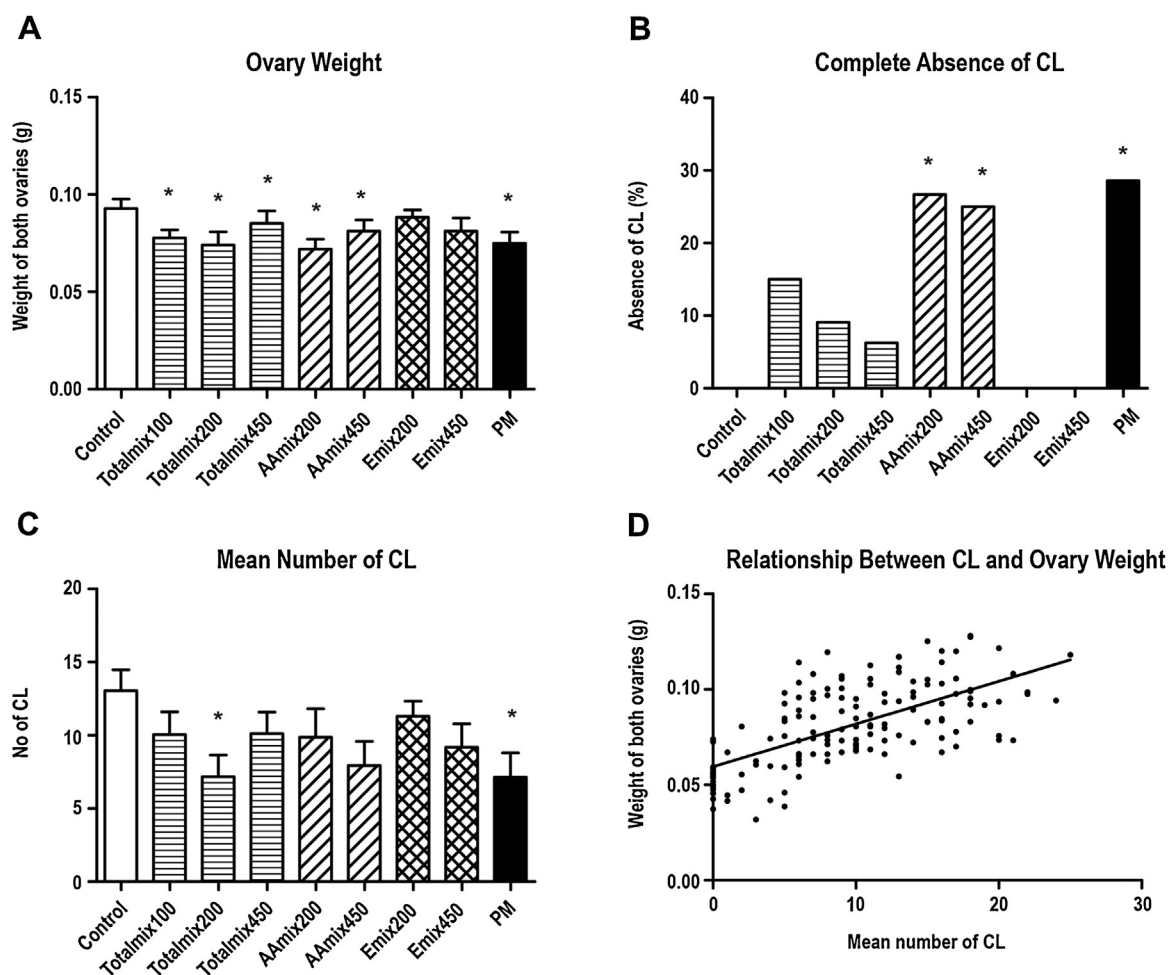 A
Ovary Weight
Weight of both ovaries (g)
0.15
0.10
0.05
0.00
* * * * * *
Control
Totalmix100
Totalmix200
Totalmix450
AAmix200
AAmix450
Emix200
Emix450
PM
B
Complete Absence of CL
Absence of CL (%)
40
30
20
10
0
* * *
Control
Totalmix100
Totalmix200
Totalmix450
AAmix200
AAmix450
Emix200
Emix450
PM
C
Mean Number of CL
No of CL
20
15
10
5
0
* *
Control
Totalmix100
Totalmix200
Totalmix450
AAmix200
AAmix450
Emix200
Emix450
PM
D
Relationship Between CL and Ovary Weight
Weight of both ovaries (g)
0.15
0.10
0.05
0.00
0 10 20 30
Mean number of CL